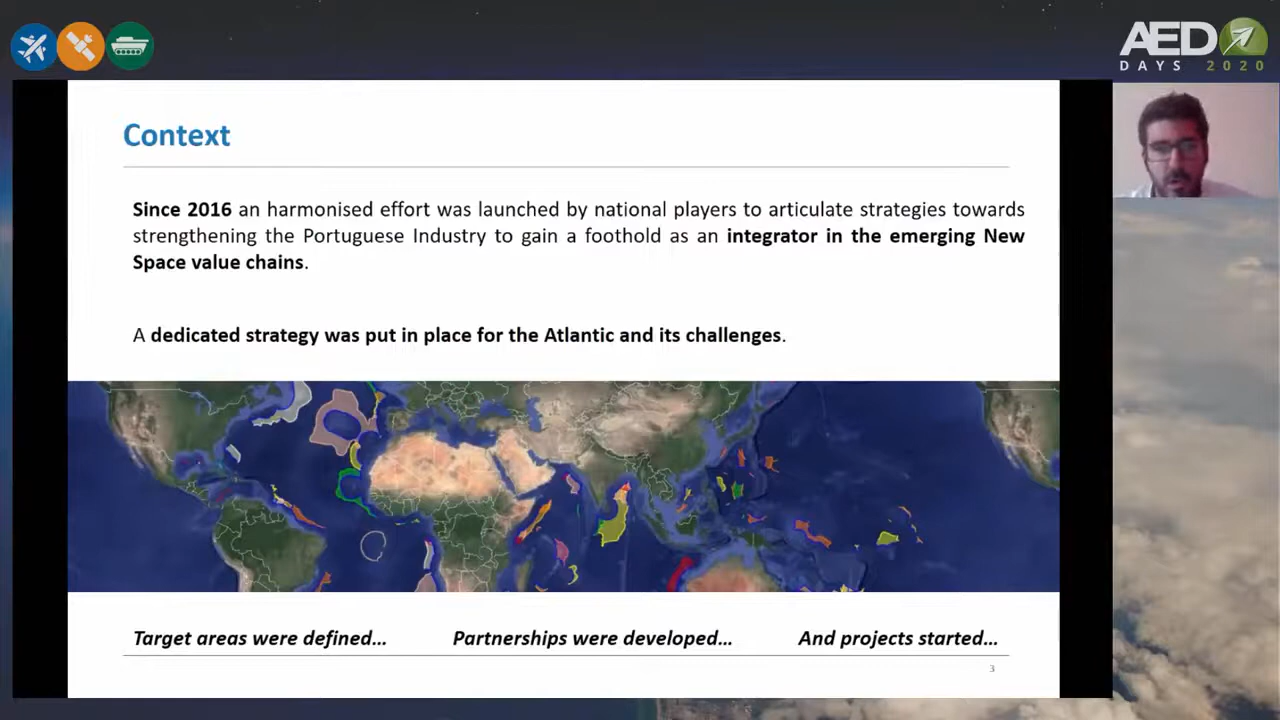 AED
DAYS 2020
Context
Since 2016 an harmonised effort was launched by national players to articulate strategies towards
strengthening the Portuguese Industry to gain a foothold as an integrator in the emerging New
Space value chains.
A dedicated strategy was put in place for the Atlantic and its challenges.
Target areas were defined...
Partnerships were developed...
And projects started...
3